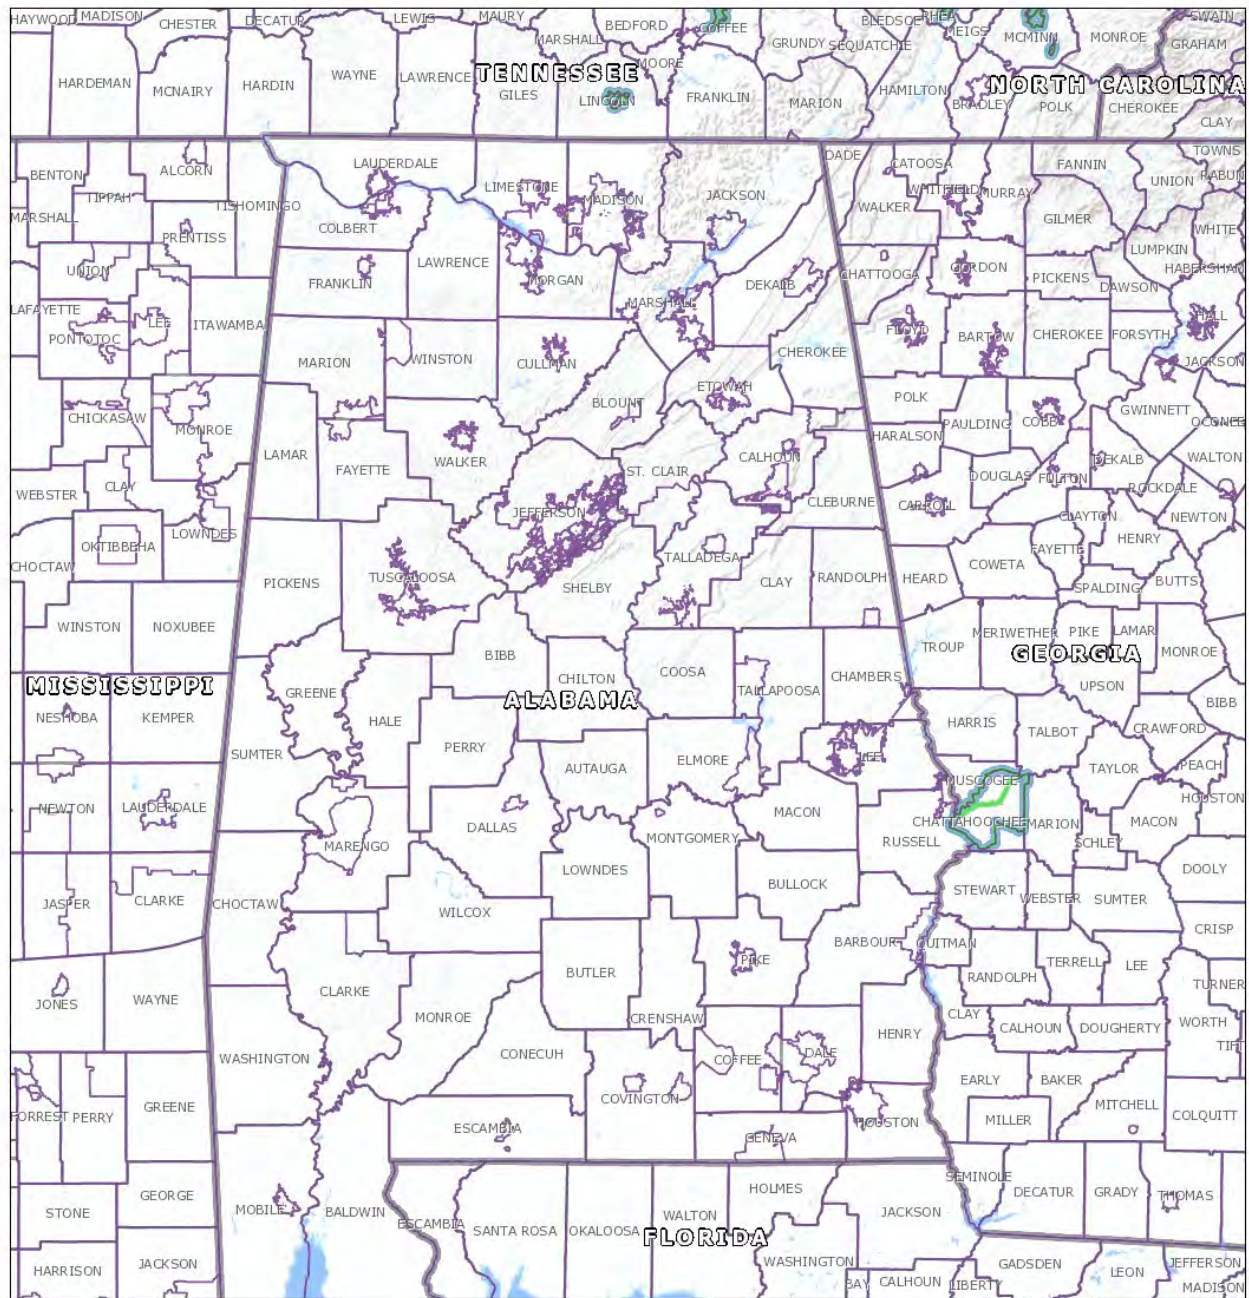 HAYWOOD MADISON CHESTER DECATUR LEWIS MAURY BEDFORD COFFEE BLEDSOE RHEA SWAIN
MARSHALL GRUNDY SEQUATCHIE MEIGS MCMINN MONROE GRAHAM
HARDEMAN MCNAIRY HARDIN WAYNE LAWRENCE TENNESSEE MOORE
GILES LINCOLN FRANKLIN MARION HAMILTON BRADLEY NORTH CAROLINA
POLK CHEROKEE CLAY
BENTON ALCORN LAUDERDALE DADE CATOOSA FANNIN TOWNS
TIPPAH LIMESTONE MADISON JACKSON WHITFIELD MURRAY UNION RABUN
MARSHALL TISHOMINGO COLBERT WALKER GILMER WHITE
PRENTISS LAWRENCE LUMPKIN
UNION FRANKLIN MORGAN DEKALB CHATTOOGA GORDON PICKENS DAWSON HABERSHAM
LAFAYETTE LEE ITAWAMBA MARSHALL HALL
PONTOTOC FLOYD BARTOW CHEROKEE FORSYTH
MARION WINSTON CULLMAN CHEROKEE JACKSON
CHICKASAW BLOUNT ETOWAH POLK GWINNETT
MONROE PAULDING COBB OCONEE
LAMAR FAYETTE WALKER ST. CLAIR CALHOUN HARALSON DEKALB WALTON
WEBSTER CLAY DOUGLAS FULTON ROCKDALE
LOWNDES JEFFERSON CLEBURNE CARROLL CLAYTON NEWTON
OKTIBBEHA HENRY
CHOCTAW PICKENS TUSCALOOSA TALLADEGA CLAY RANDOLPH HEARD COWETA FAYETTE
SHELBY SPALDING BUTTS
WINSTON NOXUBEE BIBB TROUP MERIWETHER PIKE LAMAR
GEORGIA MONROE
MISSISSIPPI GREENE ALABAMA CHILTON COOSA TALLAPOOSA CHAMBERS UPSON
NESHOBA KEMPER HALE HARRIS TALBOT BIBB
CRAWFORD
SUMTER PERRY AUTAUGA ELMORE LEE TAYLOR PEACH
NEWTON LAUDERDALE MUSCOGEE HOUSTON
DALLAS MACON CHATTAHOOCHEE MARION MACON
MARENGO MONTGOMERY RUSSELL SCHLEY
LOWNDES BULLOCK STEWART DOOLY
JASPER CLARKE CHOCTAW WILCOX WEBSTER SUMTER
BARBOUR QUITMAN CRISP
BUTLER PIKE RANDOLPH TERRELL LEE
JONES WAYNE CLARKE TURNER
MONROE CRENSHAW HENRY CLAY CALHOUN DOUGHERTY WORTH
WASHINGTON CONECUH COFFEE DALE TIFT
EARLY BAKER
FORREST PERRY GREENE COVINGTON MITCHELL COLQUITT
ESCAMBIA GENEVA HOUSTON MILLER
SEMINOLE
GEORGE HOLMES DECATUR GRADY THOMAS
STONE MOBILE BALDWIN ESCAMBIA SANTA ROSA OKALOOSA WALTON JACKSON
FLORIDA
HARRISON JACKSON WASHINGTON GADSDEN LEON JEFFERSON
BAY CALHOUN LIBERTY MADISON